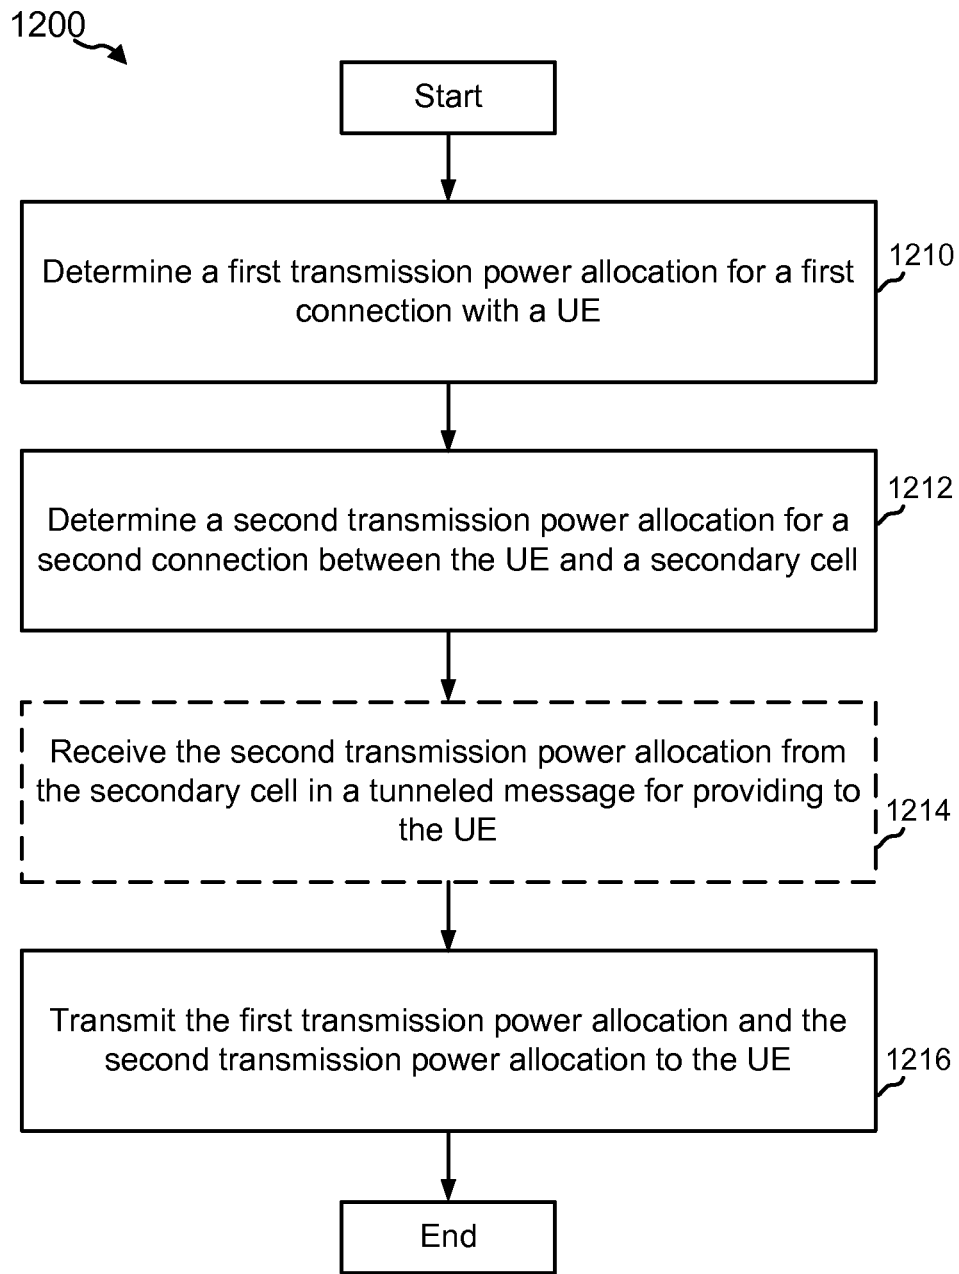 1200
Start
Determine a first transmission power allocation for a first
connection with a UE
1210
Determine a second transmission power allocation for a
second connection between the UE and a secondary cell
1212
Receive the second transmission power allocation from
the secondary cell in a tunneled message for providing to
the UE
1214
Transmit the first transmission power allocation and the
second transmission power allocation to the UE
1216
End